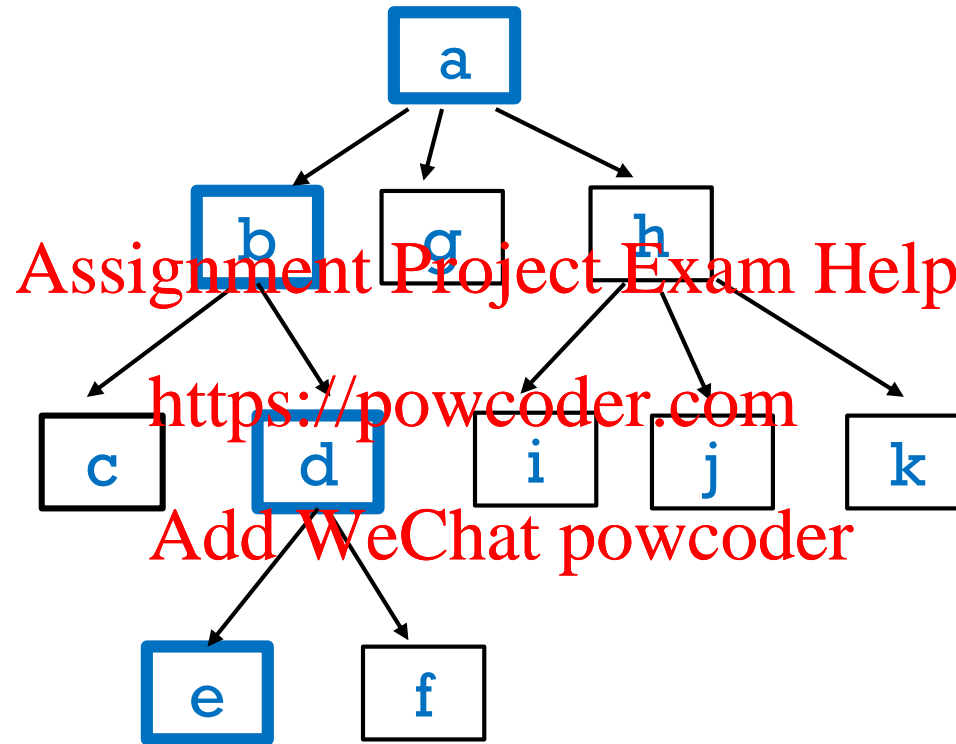 a
b g h
Assignment Project Exam Help
https://powcoder.com
c d i j k
Add WeChat powcoder
e f